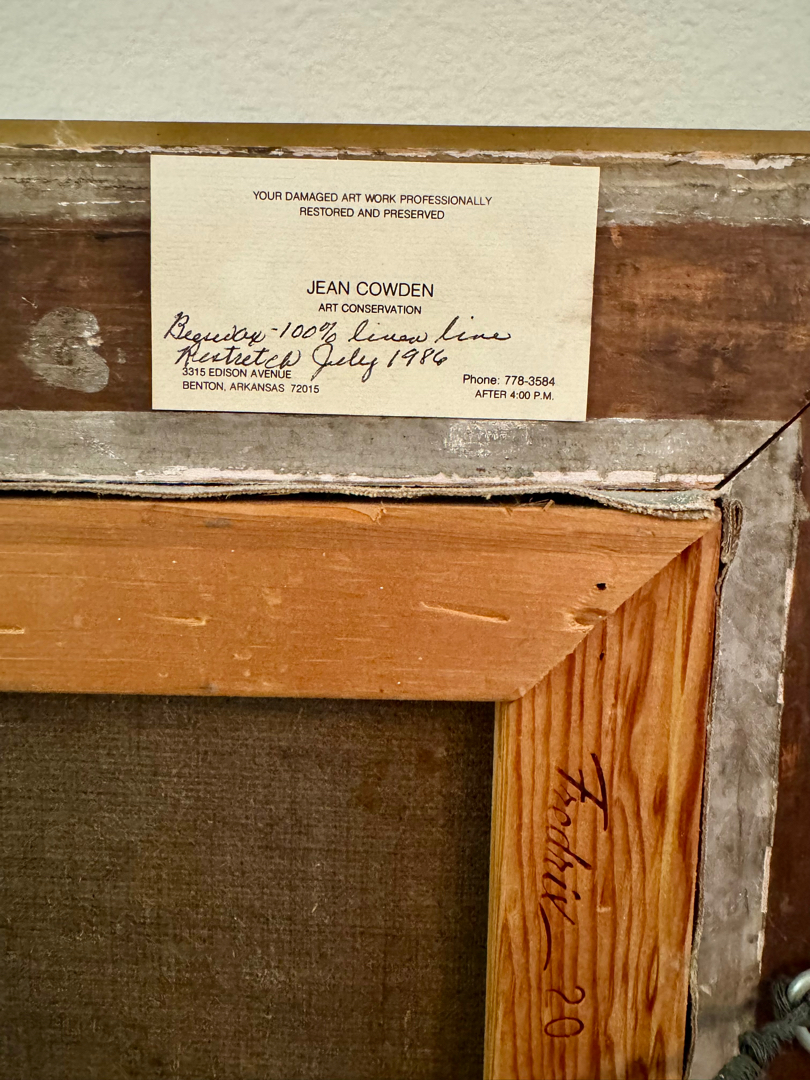 YOUR DAMAGED ART WORK PROFESSIONALLY
RESTORED AND PRESERVED
JEAN COWDEN
ART CONSERVATION
Beeswax - 100% linen line
Restretch July 1986
3315 EDISON AVENUE
BENTON, ARKANSAS 72015
Phone: 778-3584
AFTER 4:00 P.M.
Fredrix 20